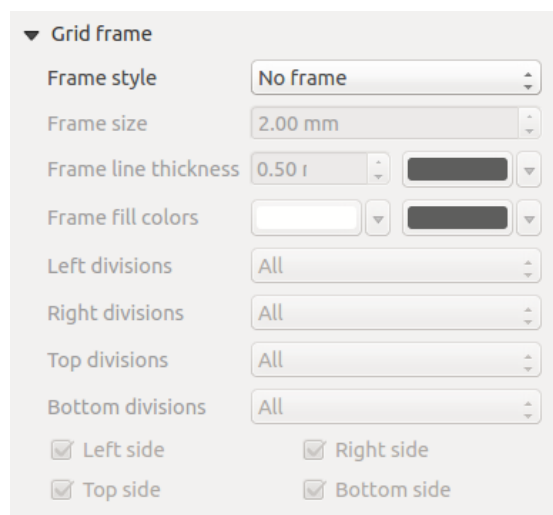 Grid frame
Frame style No frame
Frame size 2.00 mm
Frame line thickness 0.50 r
Frame fill colors
Left divisions All
Right divisions All
Top divisions All
Bottom divisions All
Left side Right side
Top side Bottom side